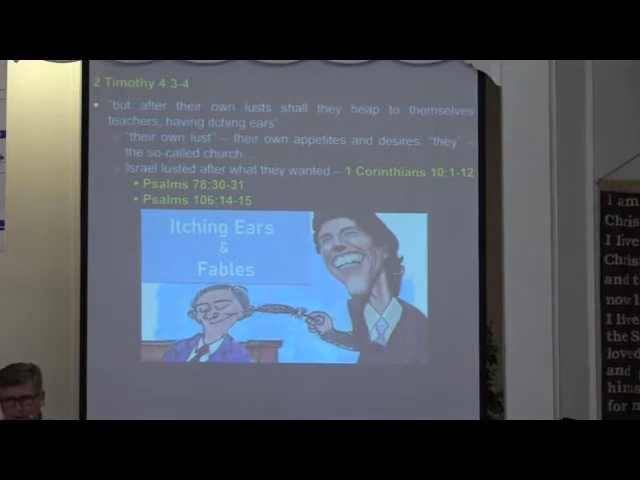 2 Timothy 4:3-4
• "but after their own lusts shall they heap to themselves
teachers, having itching ears"
o "their own lust" – their own appetites and desires. "they" –
the so-called church…
o Israel lusted after what they wanted – 1 Corinthians 10:1-12
• Psalms 78:30-31
• Psalms 106:14-15
Itching Ears
&
Fables
I am
Chris
I live
Chris
and t
now I
I live
the S
loved
and
hims
for m